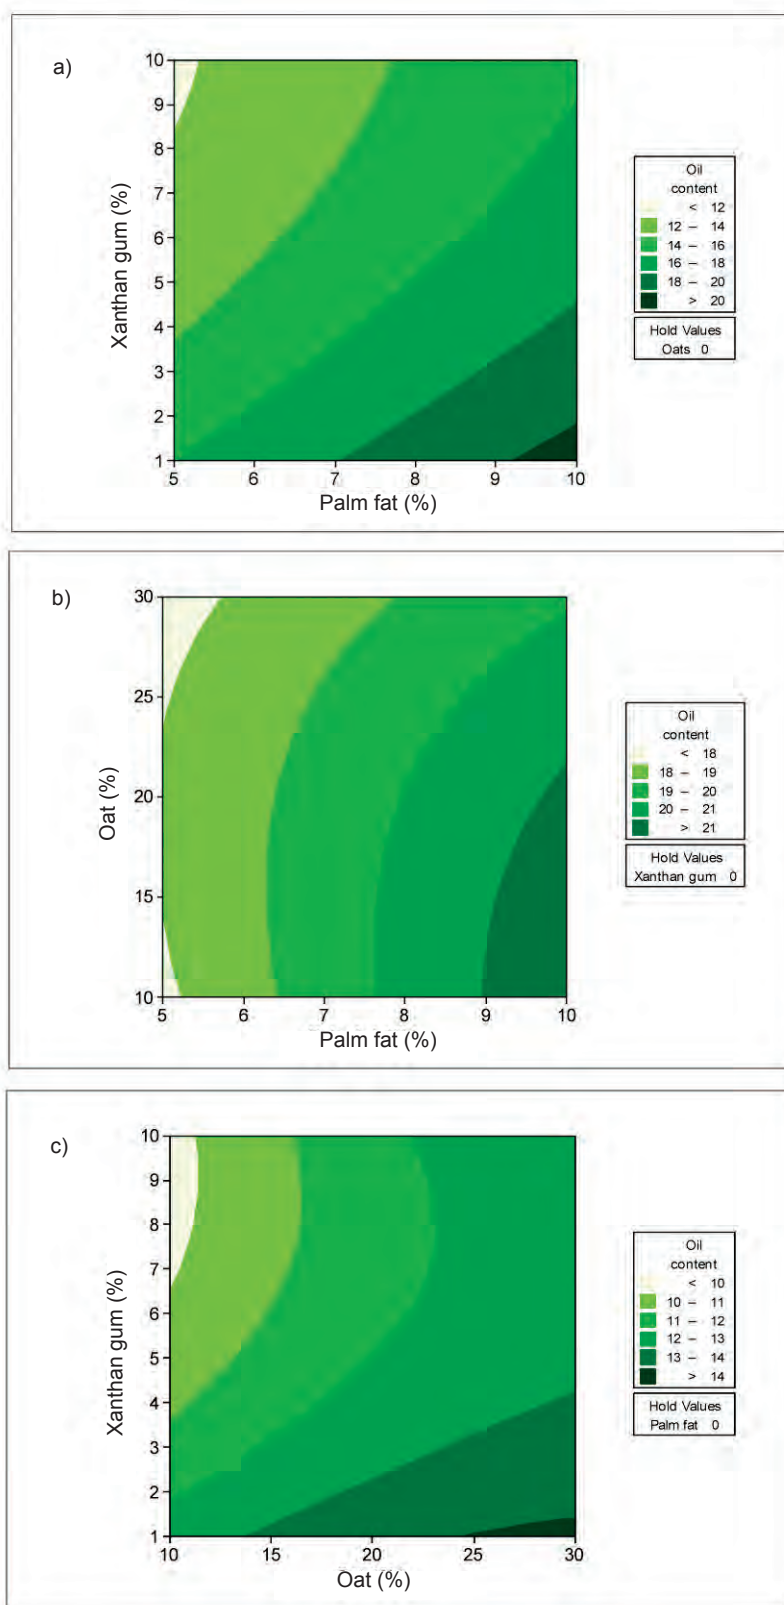 a)
10
9
8
7
6
5
4
3
2
1
Xanthan gum (%)
5 6 7 8 9 10
Palm fat (%)
Oil
content
< 12
12 – 14
14 – 16
16 – 18
18 – 20
> 20
Hold Values
Oats 0
b)
30
25
20
15
10
Oat (%)
5 6 7 8 9 10
Palm fat (%)
Oil
content
< 18
18 – 19
19 – 20
20 – 21
> 21
Hold Values
Xanthan gum 0
c)
10
9
8
7
6
5
4
3
2
1
Xanthan gum (%)
10 15 20 25 30
Oat (%)
Oil
content
< 10
10 – 11
11 – 12
12 – 13
13 – 14
> 14
Hold Values
Palm fat 0